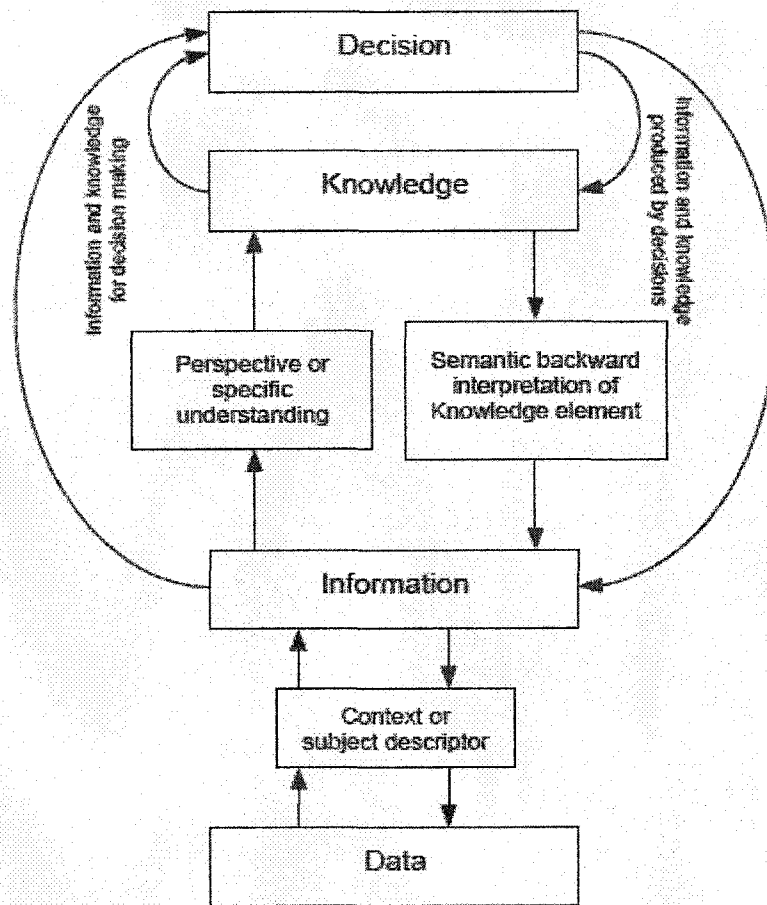 Decision
Information and knowledge
for decision making
Information and knowledge
produced by decisions
Knowledge
Perspective or
specific
understanding
Semantic backward
interpretation of
Knowledge element
Information
Context or
subject descriptor
Data